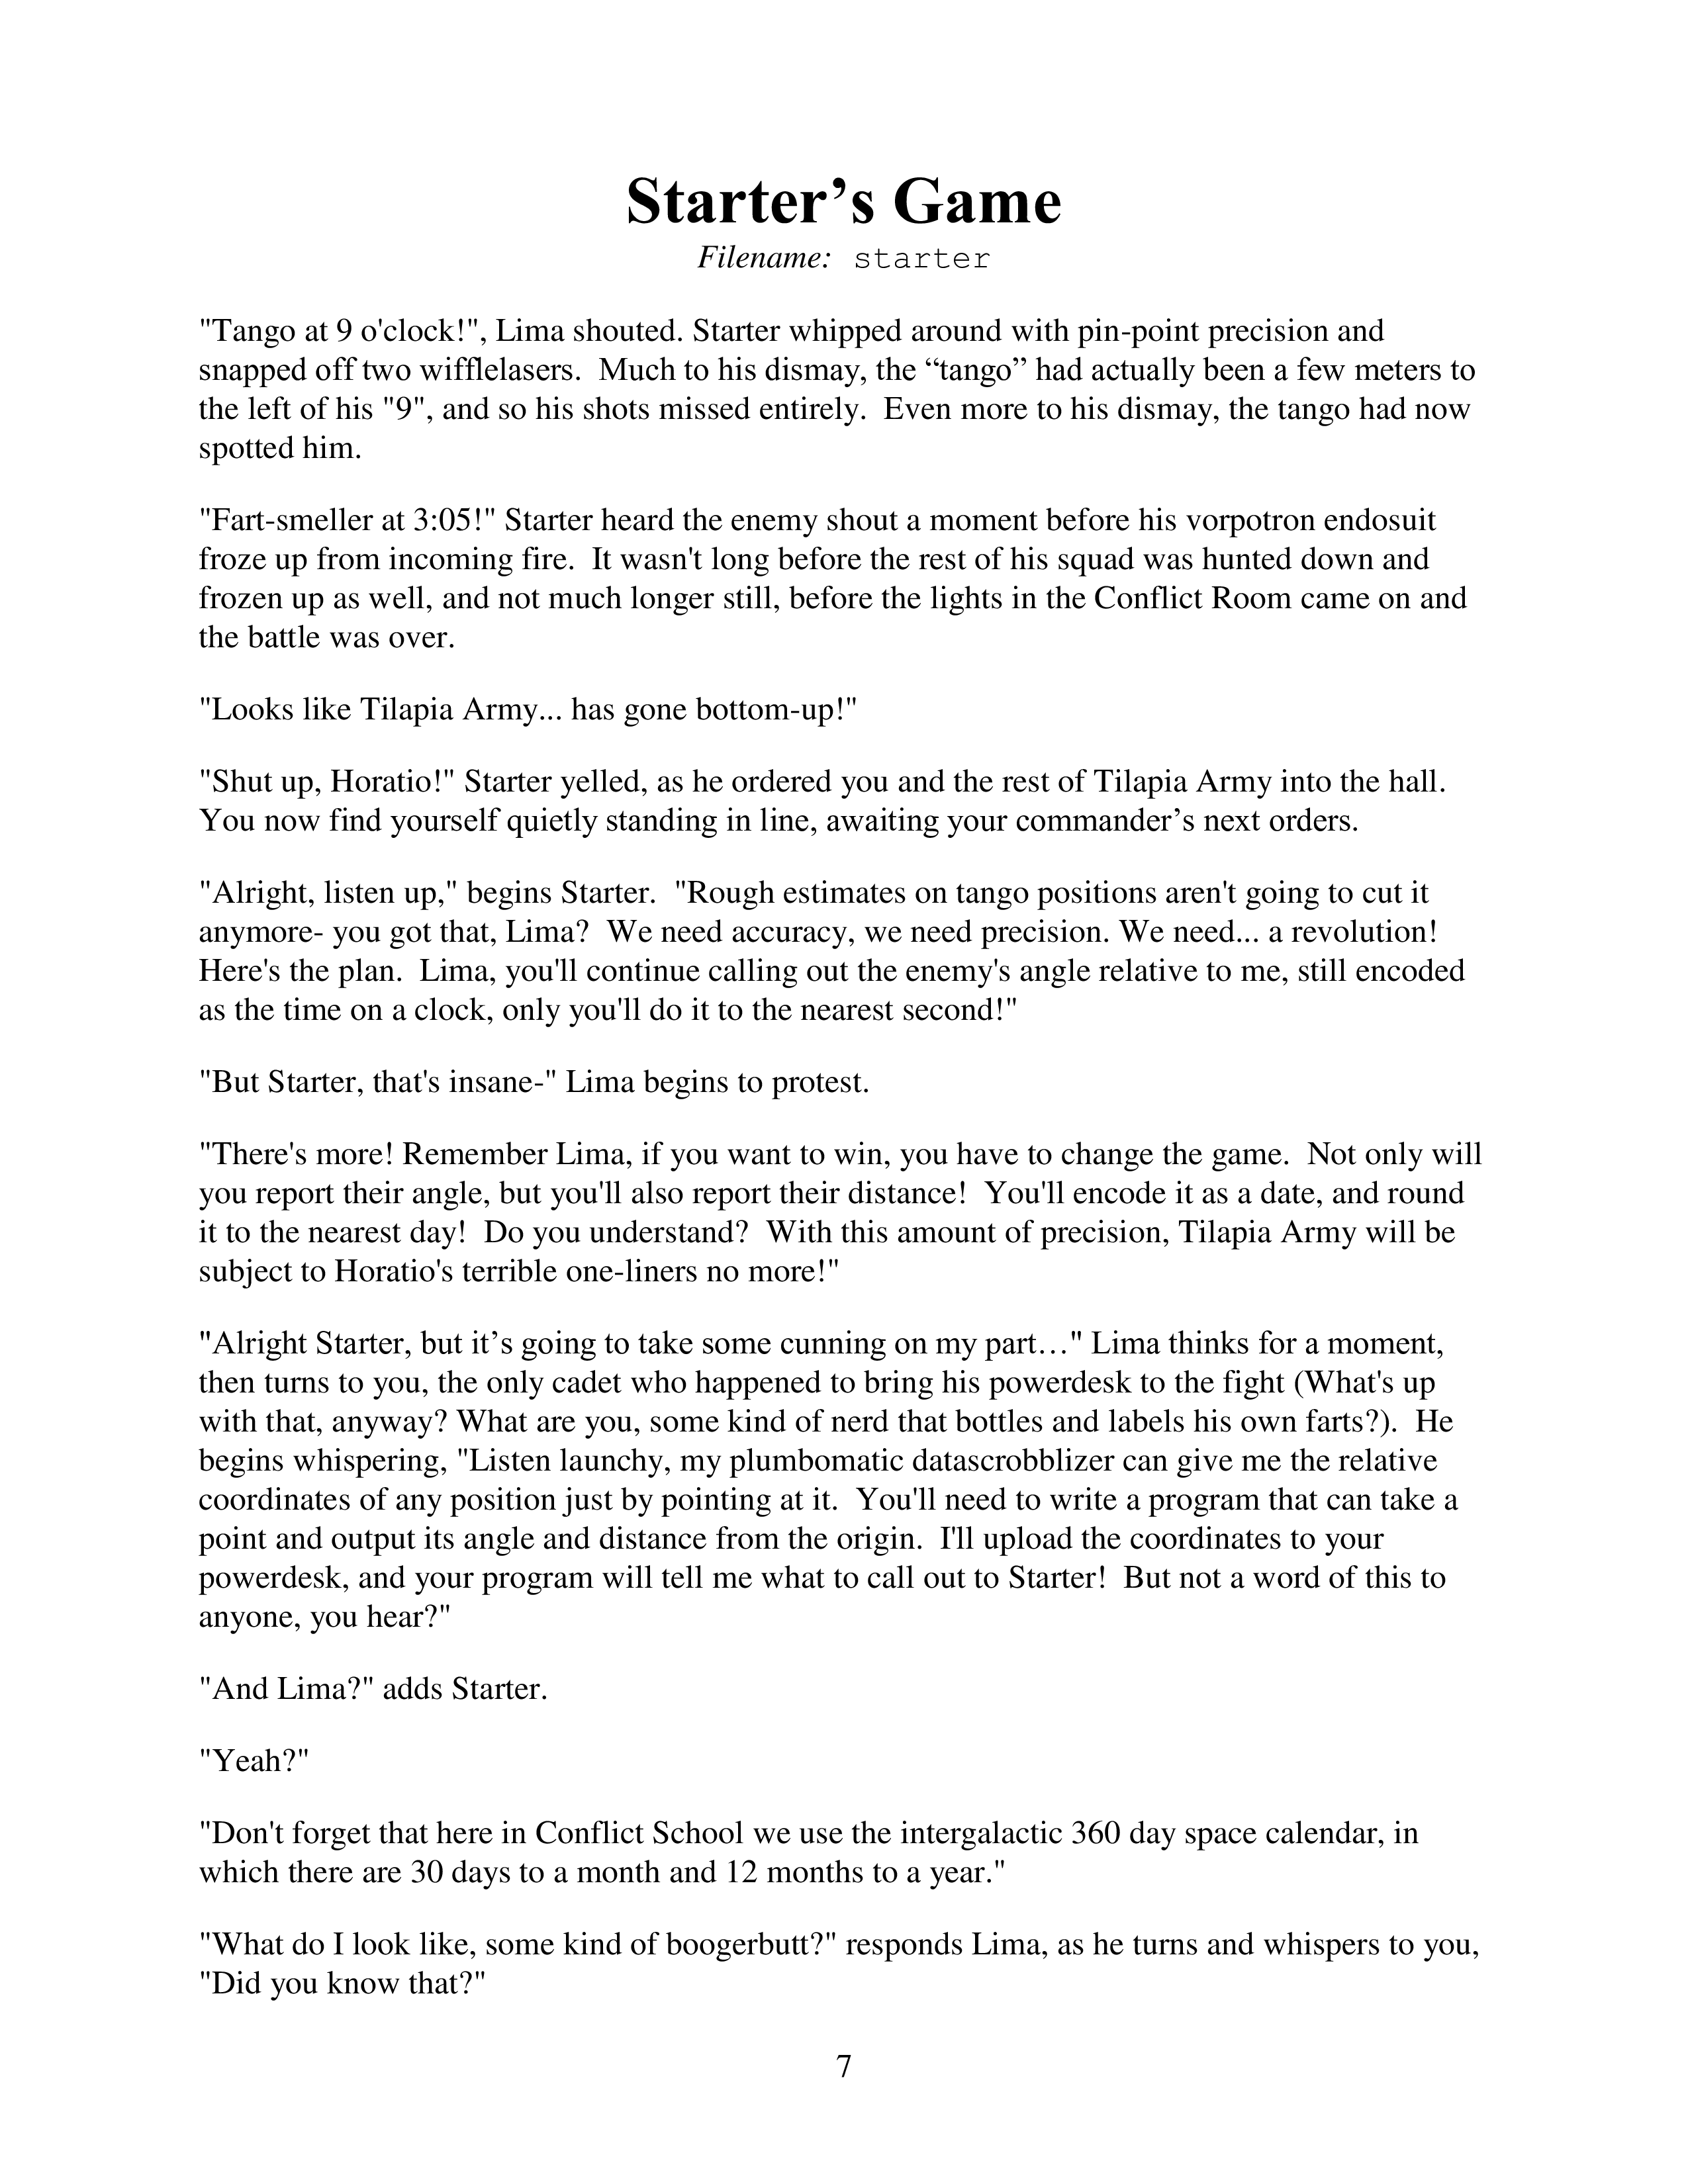 Starter’s Game
Filename: starter
"Tango at 9 o'clock!", Lima shouted. Starter whipped around with pin-point precision and
snapped off two wifflelasers.  Much to his dismay, the “tango” had actually been a few meters to
the left of his "9", and so his shots missed entirely.  Even more to his dismay, the tango had now
spotted him.
"Fart-smeller at 3:05!" Starter heard the enemy shout a moment before his vorpotron endosuit
froze up from incoming fire.  It wasn't long before the rest of his squad was hunted down and
frozen up as well, and not much longer still, before the lights in the Conflict Room came on and
the battle was over.
"Looks like Tilapia Army... has gone bottom-up!"
"Shut up, Horatio!" Starter yelled, as he ordered you and the rest of Tilapia Army into the hall.
You now find yourself quietly standing in line, awaiting your commander’s next orders.
"Alright, listen up," begins Starter.  "Rough estimates on tango positions aren't going to cut it
anymore- you got that, Lima?  We need accuracy, we need precision. We need... a revolution!
Here's the plan.  Lima, you'll continue calling out the enemy's angle relative to me, still encoded
as the time on a clock, only you'll do it to the nearest second!"
"But Starter, that's insane-" Lima begins to protest.
"There's more! Remember Lima, if you want to win, you have to change the game.  Not only will
you report their angle, but you'll also report their distance!  You'll encode it as a date, and round
it to the nearest day!  Do you understand?  With this amount of precision, Tilapia Army will be
subject to Horatio's terrible one-liners no more!"
"Alright Starter, but it’s going to take some cunning on my part…" Lima thinks for a moment,
then turns to you, the only cadet who happened to bring his powerdesk to the fight (What's up
with that, anyway? What are you, some kind of nerd that bottles and labels his own farts?).  He
begins whispering, "Listen launchy, my plumbomatic datascrobblizer can give me the relative
coordinates of any position just by pointing at it.  You'll need to write a program that can take a
point and output its angle and distance from the origin.  I'll upload the coordinates to your
powerdesk, and your program will tell me what to call out to Starter!  But not a word of this to
anyone, you hear?"
"And Lima?" adds Starter.
"Yeah?"
"Don't forget that here in Conflict School we use the intergalactic 360 day space calendar, in
which there are 30 days to a month and 12 months to a year."
"What do I look like, some kind of boogerbutt?" responds Lima, as he turns and whispers to you,
"Did you know that?"
7